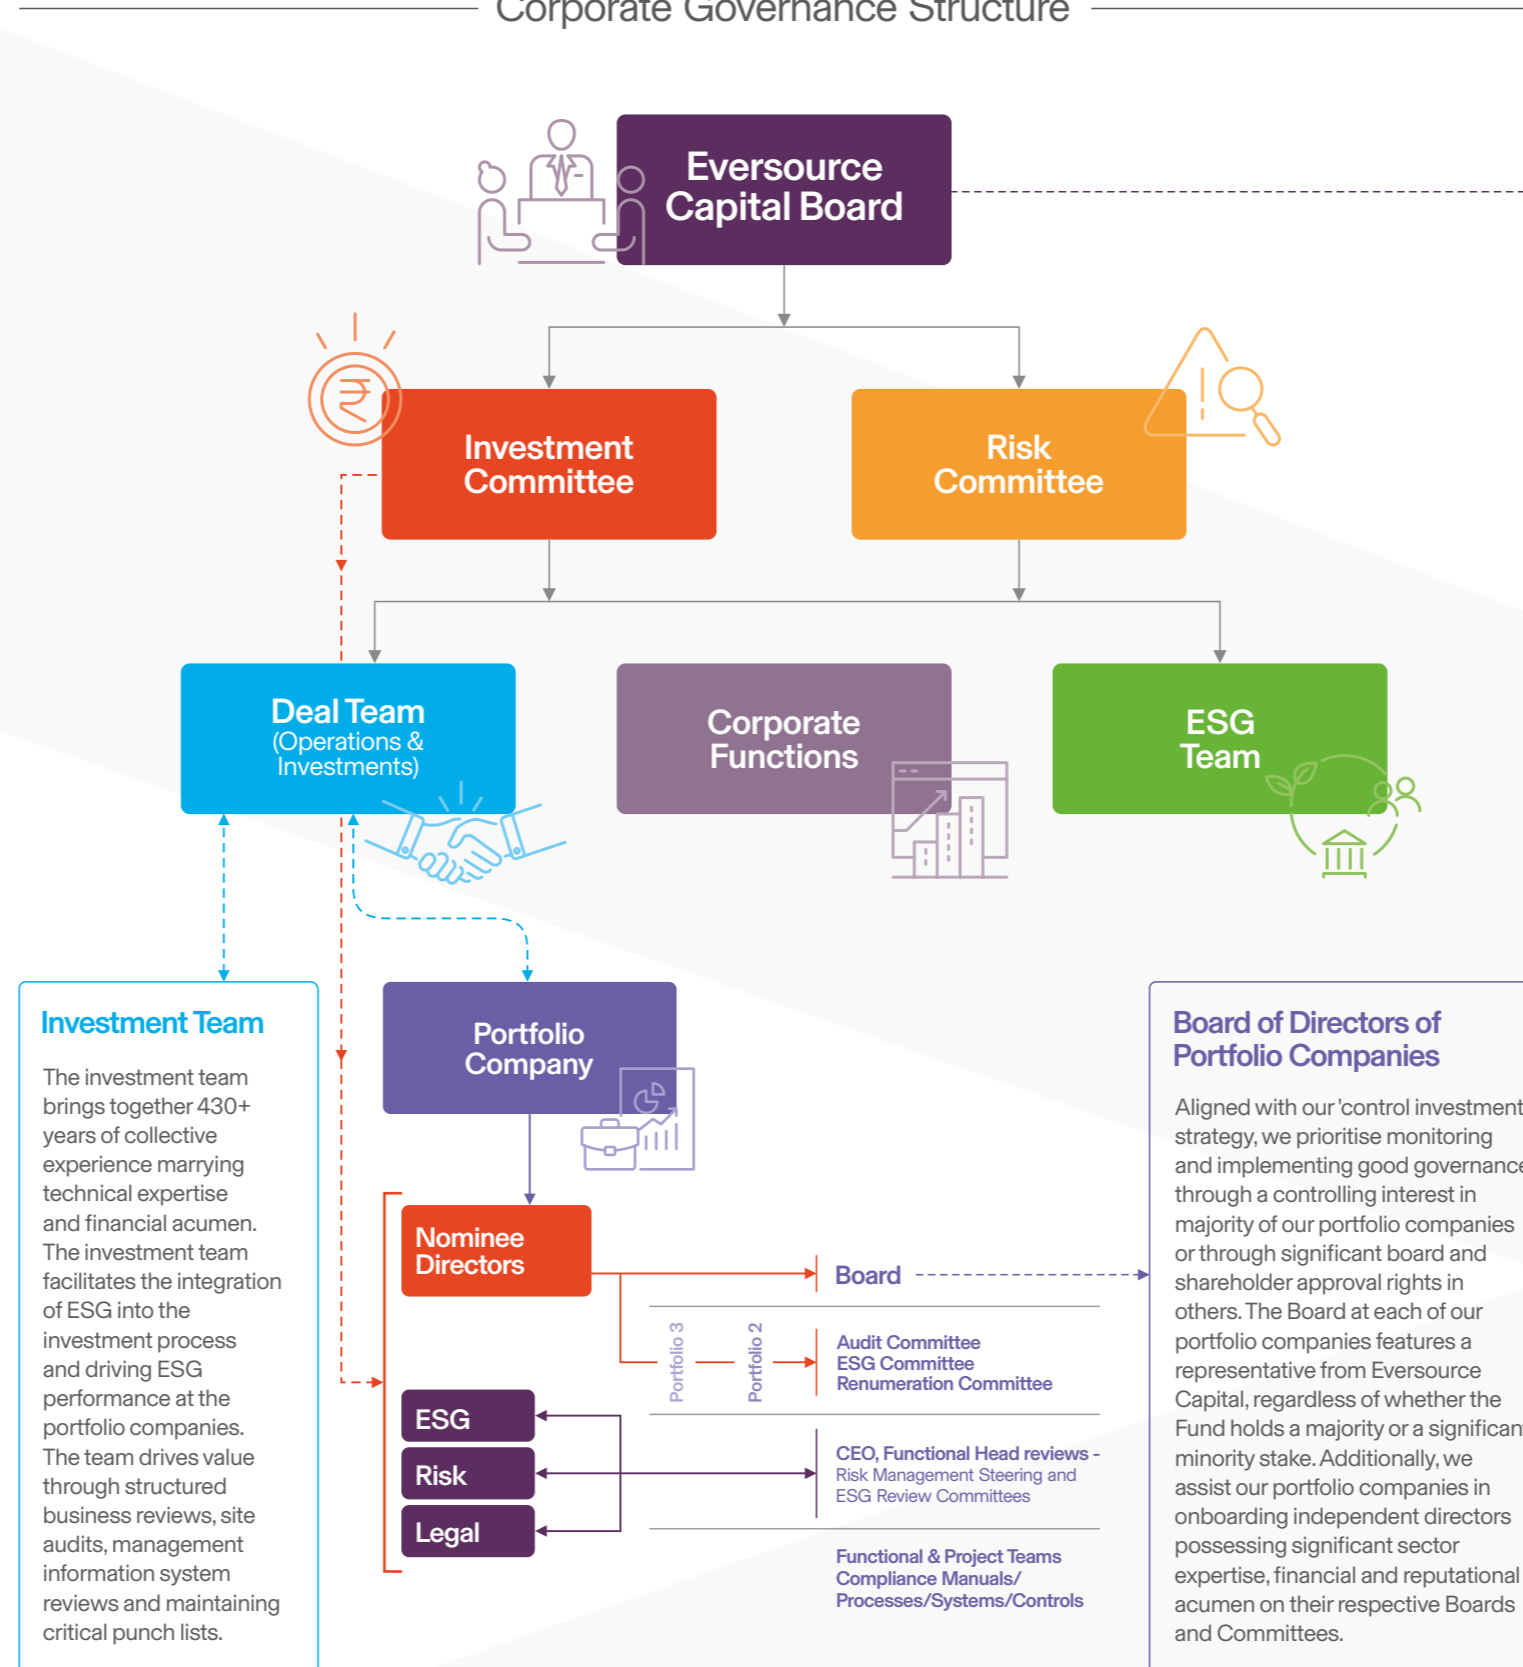 Corporate Governance Structure
Eversource
Capital Board
Investment
Committee
Risk
Committee
Deal Team
(Operations &
Investments)
Corporate
Functions
ESG
Team
Investment Team
The investment team
brings together 430+
years of collective
experience marrying
technical expertise
and financial acumen.
The investment team
facilitates the integration
of ESG into the
investment process
and driving ESG
performance at the
portfolio companies.
The team drives value
through structured
business reviews, site
audits, management
information system
reviews and maintaining
critical punch lists.
Portfolio
Company
Nominee
Directors
ESG
Risk
Legal
Board
Portfolio 3
Portfolio 2
Audit Committee
ESG Committee
Renumeration Committee
CEO, Functional Head reviews -
Risk Management Steering and
ESG Review Committees
Functional & Project Teams
Compliance Manuals/
Processes/Systems/Controls
Board of Directors of
Portfolio Companies
Aligned with our 'control investment
strategy, we prioritise monitoring
and implementing good governance
through a controlling interest in
majority of our portfolio companies
or through significant board and
shareholder approval rights in
others. The Board at each of our
portfolio companies features a
representative from Eversource
Capital, regardless of whether the
Fund holds a majority or a significant
minority stake. Additionally, we
assist our portfolio companies in
onboarding independent directors
possessing significant sector
expertise, financial and reputational
acumen on their respective Boards
and Committees.